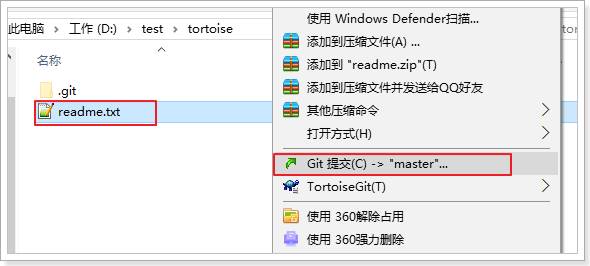 此电脑 > 工作 (D:) > test > tortoise
名称
.git
readme.txt
使用 Windows Defender扫描...
添加到压缩文件(A) ...
添加到 "readme.zip"(T)
添加到压缩文件并发送给QQ好友
其他压缩命令
打开方式(H)
Git 提交(C) -> "master"...
TortoiseGit(T)
使用 360解除占用
使用 360强力删除